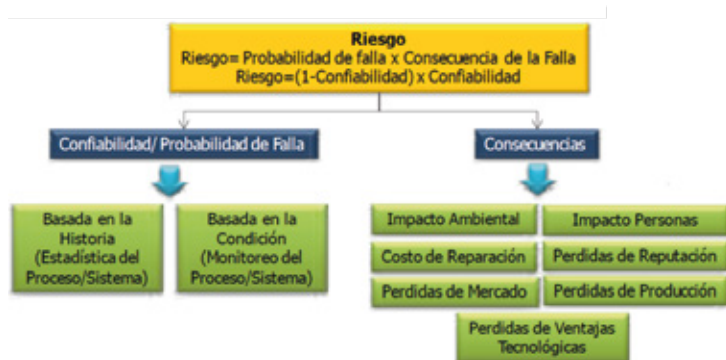 Riesgo
Riesgo= Probabilidad de falla x Consecuencia de la Falla
Riesgo=(1-Confiabilidad) x Confiabilidad
Confiabilidad/ Probabilidad de Falla
Consecuencias
Basada en la
Historia
(Estadística del
Proceso/Sistema)
Basada en la
Condición
(Monitoreo del
Proceso/Sistema)
Impacto Ambiental
Impacto Personas
Costo de Reparación
Perdidas de Reputación
Perdidas de Mercado
Perdidas de Producción
Perdidas de Ventajas
Tecnológicas